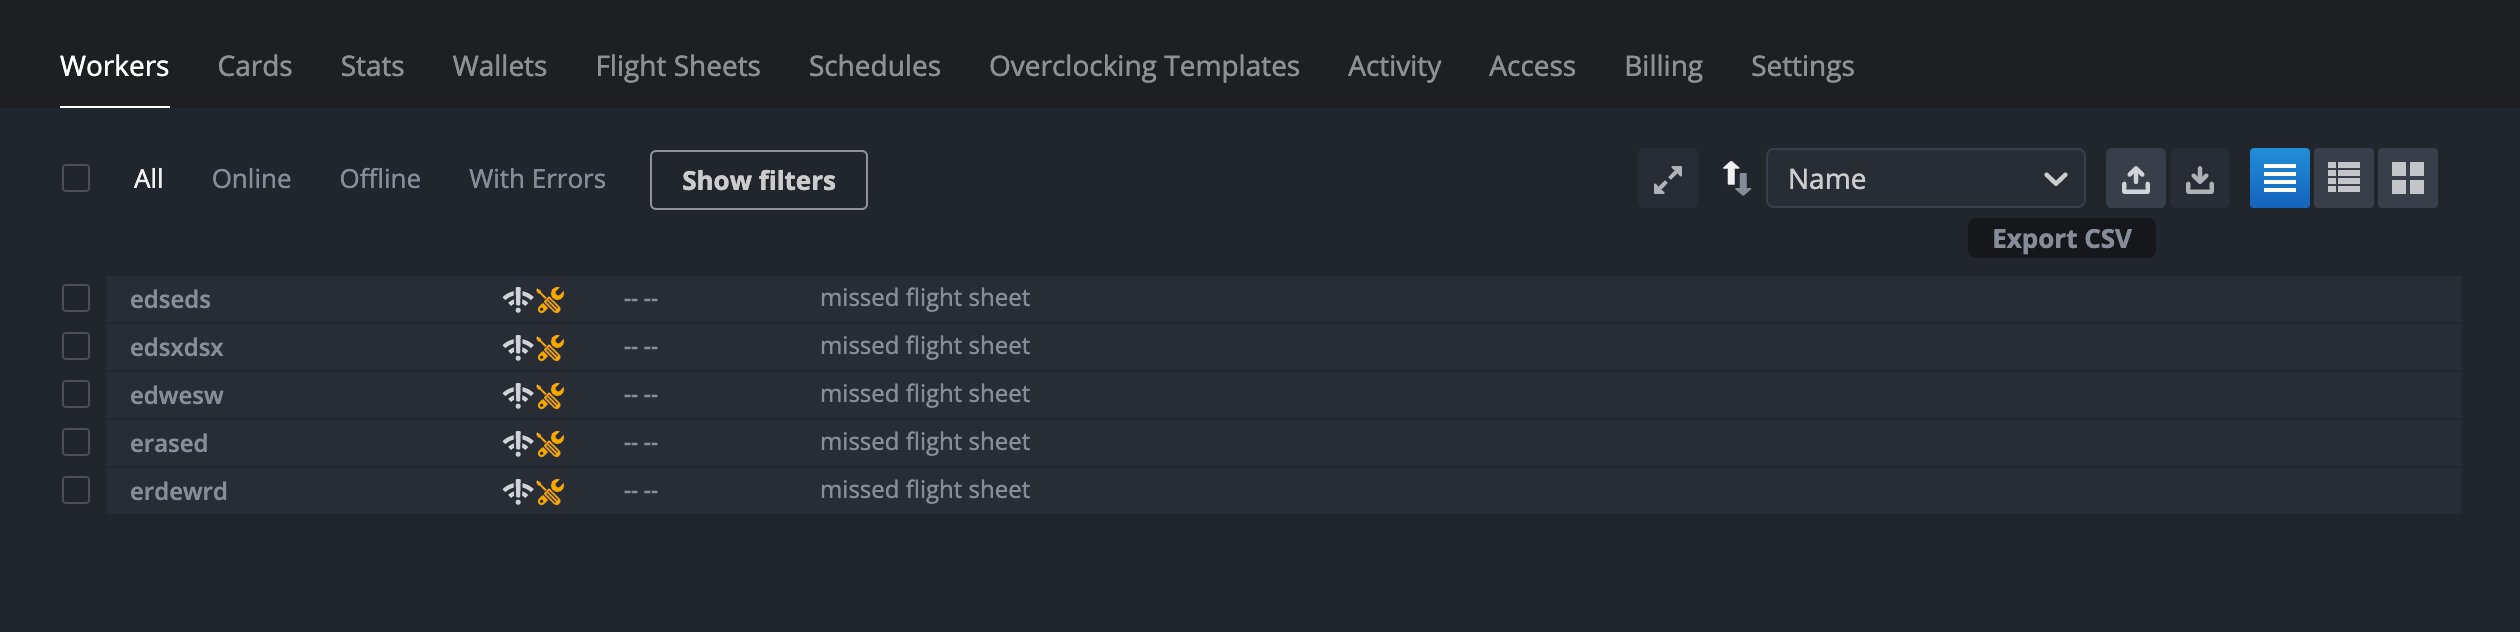 Workers Cards Stats Wallets Flight Sheets Schedules Overclocking Templates Activity Access Billing Settings
All Online Offline With Errors Show filters Name
Export CSV
edseds -- -- missed flight sheet
edsxdsx -- -- missed flight sheet
edwesw -- -- missed flight sheet
erased -- -- missed flight sheet
erdewrd -- -- missed flight sheet